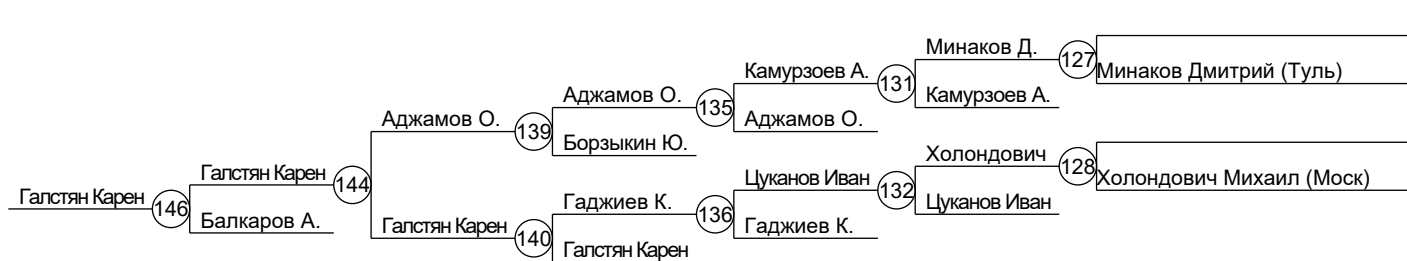 Минаков Д.
127
Минаков Дмитрий (Туль)
Камурзоев А.
131
Камурзоев А.
Аджамов О.
135
Аджамов О.
Аджамов О.
139
Борзыкин Ю.
Холондович
128
Холондович Михаил (Моск)
Галстян Карен
144
Цуканов Иван
132
Цуканов Иван
Галстян Карен
146
Балкаров А.
Гаджиев К.
136
Гаджиев К.
Галстян Карен
140
Галстян Карен